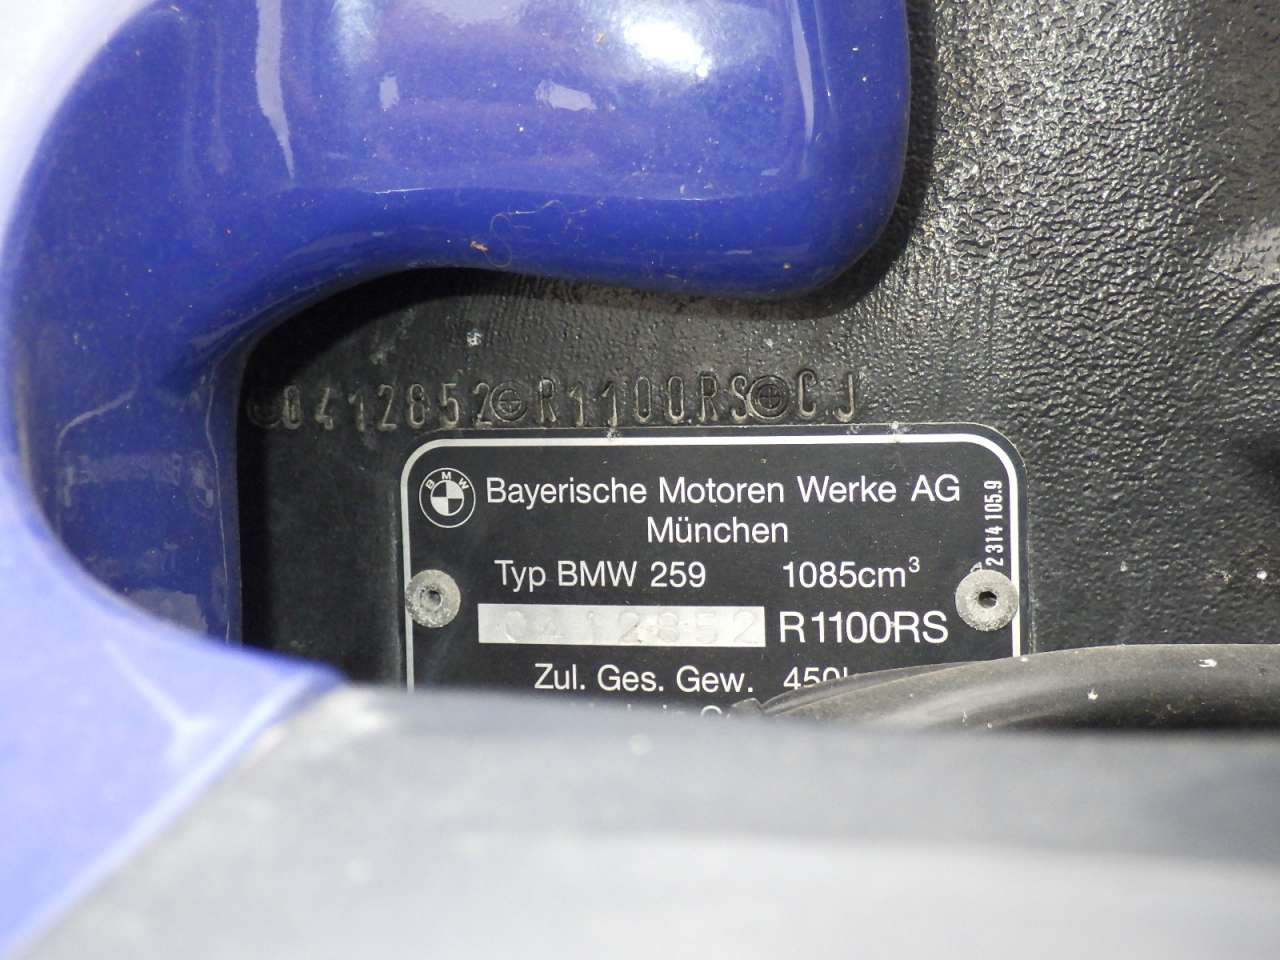 0412852 R1100RS C J
BMW
Bayerische Motoren Werke AG
München
Typ BMW 259 1085cm³
0412852 R1100RS
Zul. Ges. Gew.
2 314 105.9